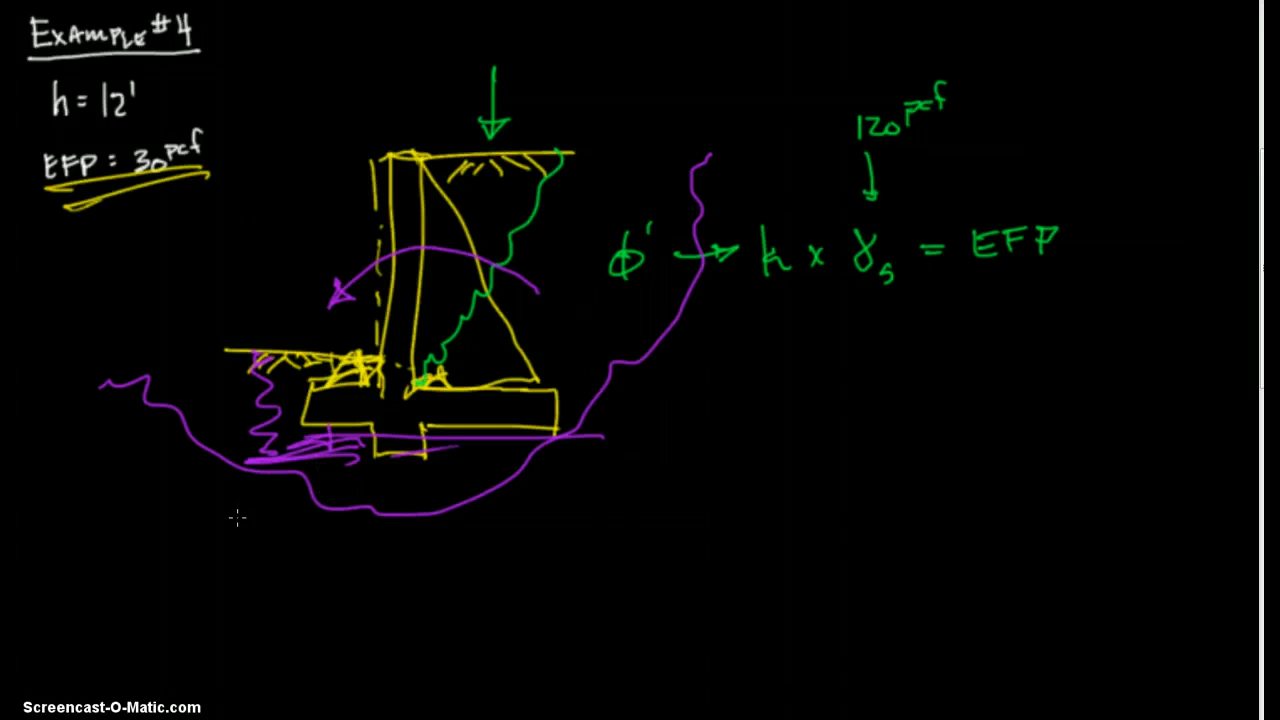 EXAMPLE #4
h = 12'
EFP = 30 pcf
120 pcf
ϕ' → k x γs = EFP
Screencast-O-Matic.com